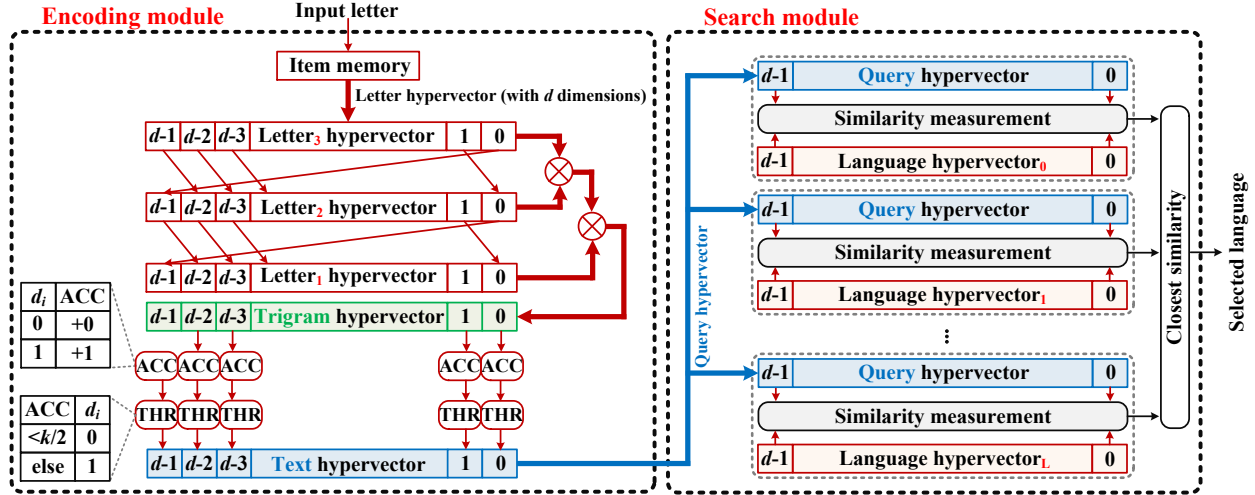 Encoding module
Input letter
Item memory
Letter hypervector (with d dimensions)
d-1 d-2 d-3 Letter3 hypervector 1 0
d-1 d-2 d-3 Letter2 hypervector 1 0
d-1 d-2 d-3 Letter1 hypervector 1 0
d-1 d-2 d-3 Trigram hypervector 1 0
di ACC
0 +0
1 +1
ACC ACC ACC ACC ACC
THR THR THR THR THR
ACC di
<k/2 0
else 1
d-1 d-2 d-3 Text hypervector 1 0
Query hypervector
Search module
d-1 Query hypervector 0
Similarity measurement
d-1 Language hypervector0 0
d-1 Query hypervector 0
Similarity measurement
d-1 Language hypervector1 0
...
d-1 Query hypervector 0
Similarity measurement
d-1 Language hypervectorL 0
Closest similarity
Selected language